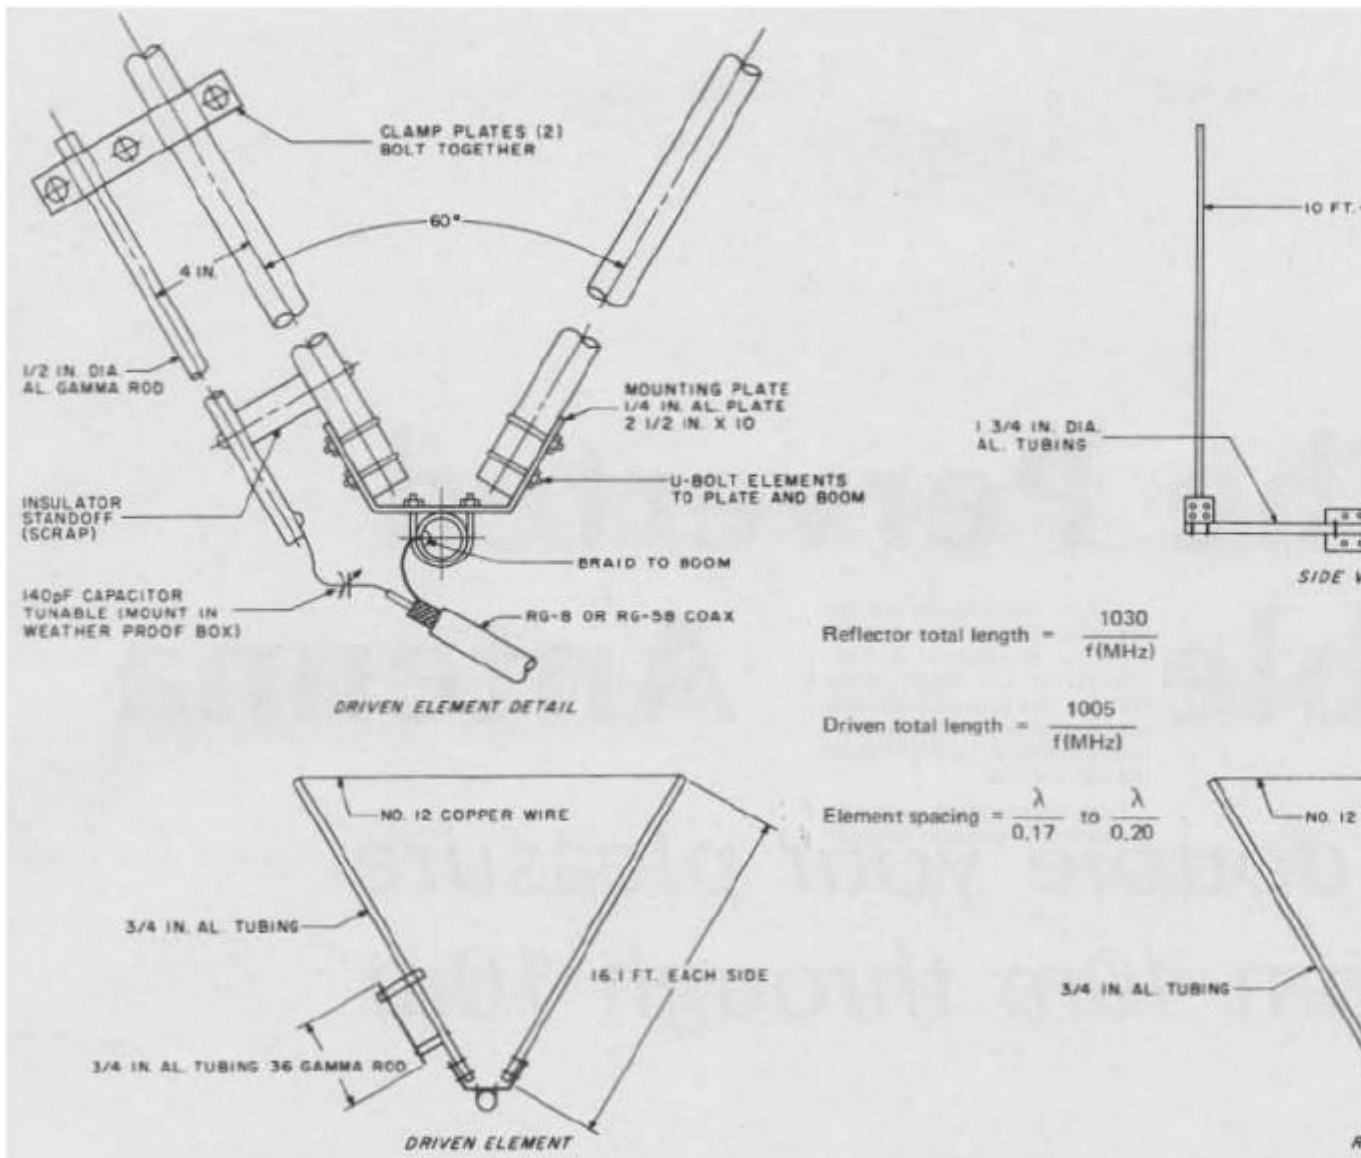 CLAMP PLATES (2)
BOLT TOGETHER
60°
4 IN.
1/2 IN. DIA.
AL. GAMMA ROD
MOUNTING PLATE
1/4 IN. AL. PLATE
2 1/2 IN. X 10
U-BOLT ELEMENTS
TO PLATE AND BOOM
INSULATOR
STANDOFF
(SCRAP)
BRAID TO BOOM
140pF CAPACITOR
TUNABLE (MOUNT IN
WEATHER PROOF BOX)
RG-8 OR RG-58 COAX
DRIVEN ELEMENT DETAIL
10 FT.
1 3/4 IN. DIA.
AL. TUBING
SIDE V
Reflector total length = 1030 / f(MHz)
Driven total length = 1005 / f(MHz)
Element spacing = λ / 0.17 to λ / 0.20
NO. 12 COPPER WIRE
3/4 IN. AL. TUBING
16.1 FT. EACH SIDE
3/4 IN. AL. TUBING 36 GAMMA ROD
DRIVEN ELEMENT
NO. 12
3/4 IN. AL. TUBING
R